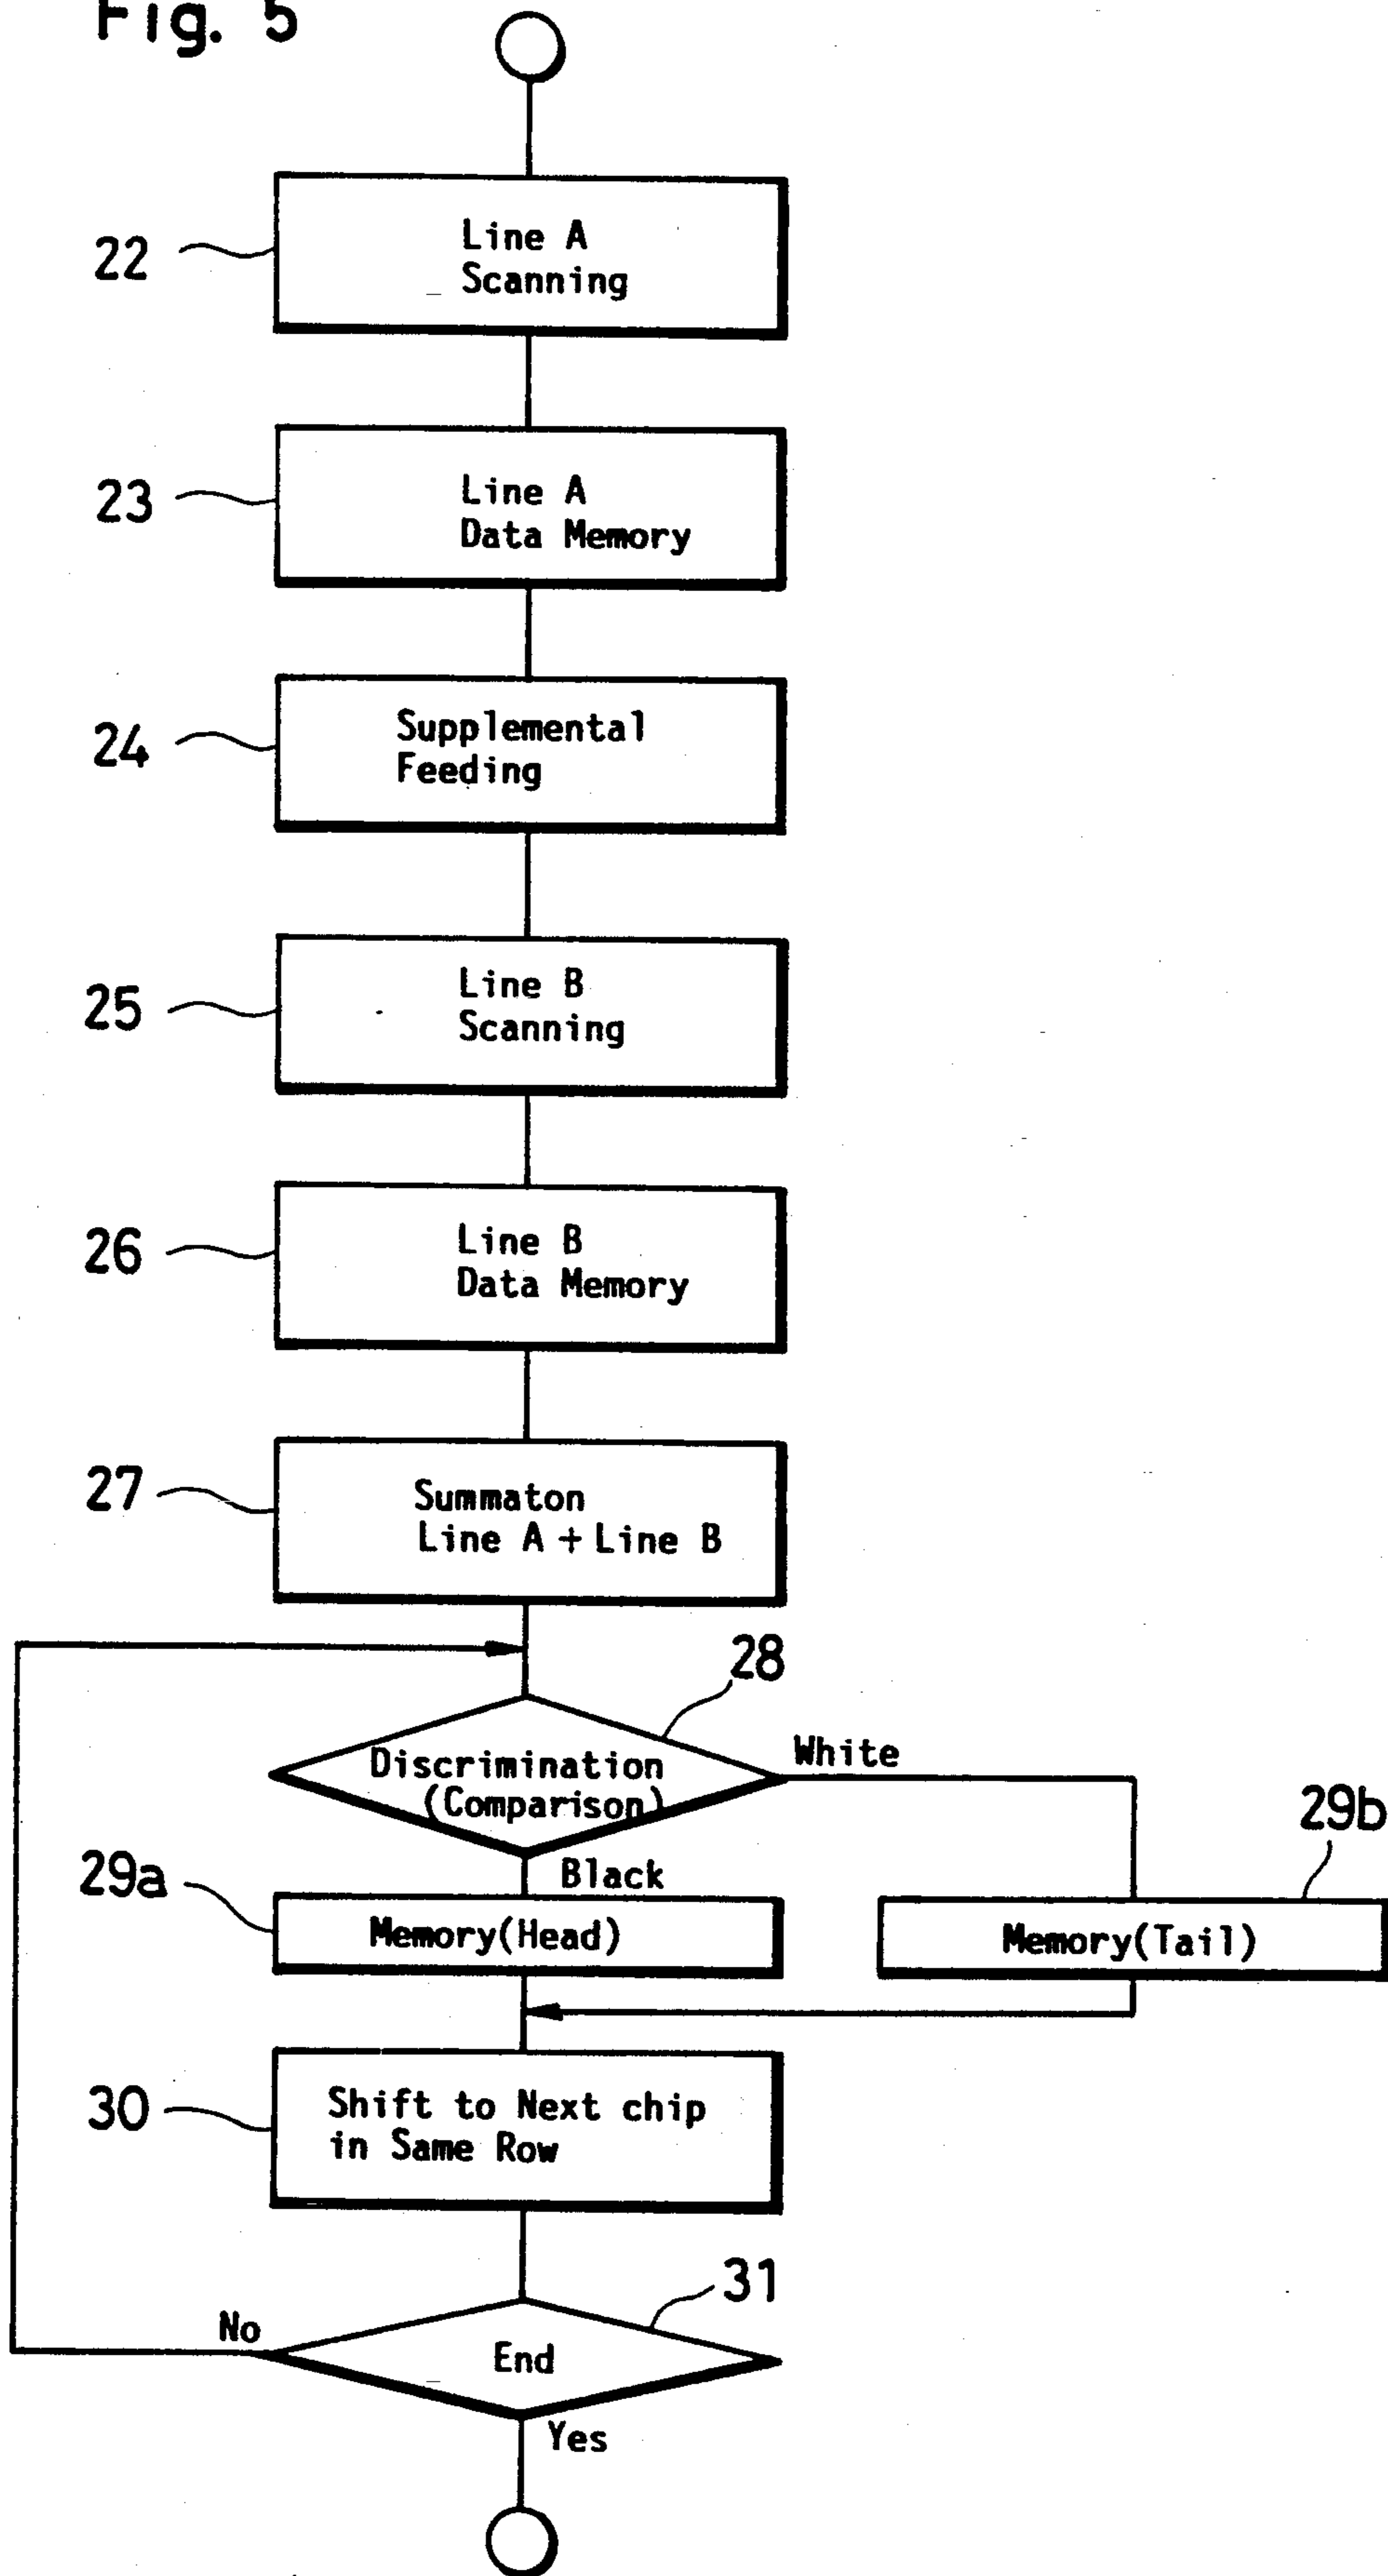 Fig. 5
22
Line A
Scanning
23
Line A
Data Memory
24
Supplemental
Feeding
25
Line B
Scanning
26
Line B
Data Memory
27
Summaton
Line A + Line B
28
Discrimination
(Comparison)
White
Black
29a
Memory(Head)
29b
Memory(Tail)
30
Shift to Next chip
in Same Row
31
End
No
Yes